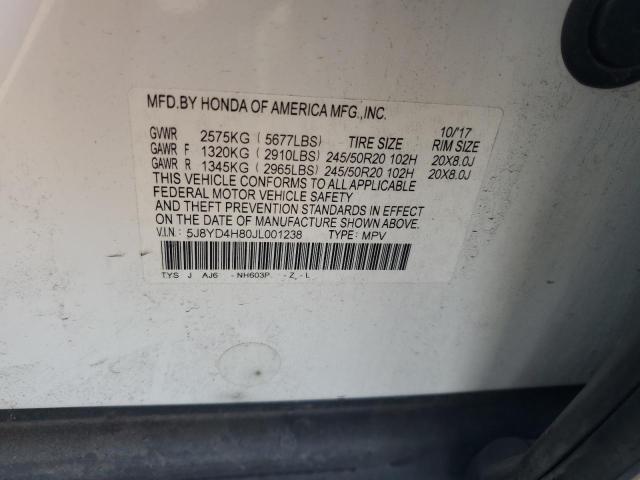 MFD.BY HONDA OF AMERICA MFG.,INC.
10/'17
GVWR 2575KG (5677LBS) TIRE SIZE RIM SIZE
GAWR F 1320KG (2910LBS) 245/50R20 102H 20X8.0J
GAWR R 1345KG (2965LBS) 245/50R20 102H 20X8.0J
THIS VEHICLE CONFORMS TO ALL APPLICABLE
FEDERAL MOTOR VEHICLE SAFETY
AND THEFT PREVENTION STANDARDS IN EFFECT
ON THE DATE OF MANUFACTURE SHOWN ABOVE.
V.I.N.: 5J8YD4H80JL001238 TYPE: MPV
TYS J AJ6 -NH603P -Z -L